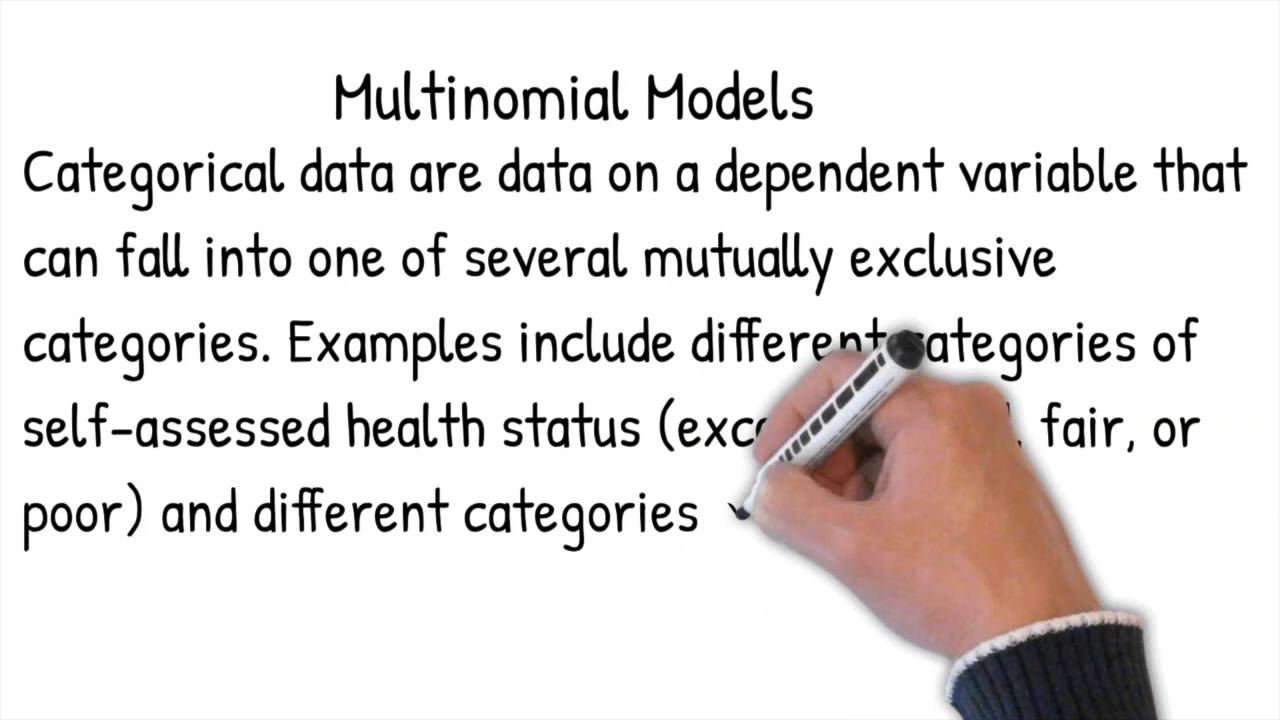 Multinomial Models
Categorical data are data on a dependent variable that
can fall into one of several mutually exclusive
categories. Examples include different categories of
self-assessed health status ( fair, or
poor) and different categories